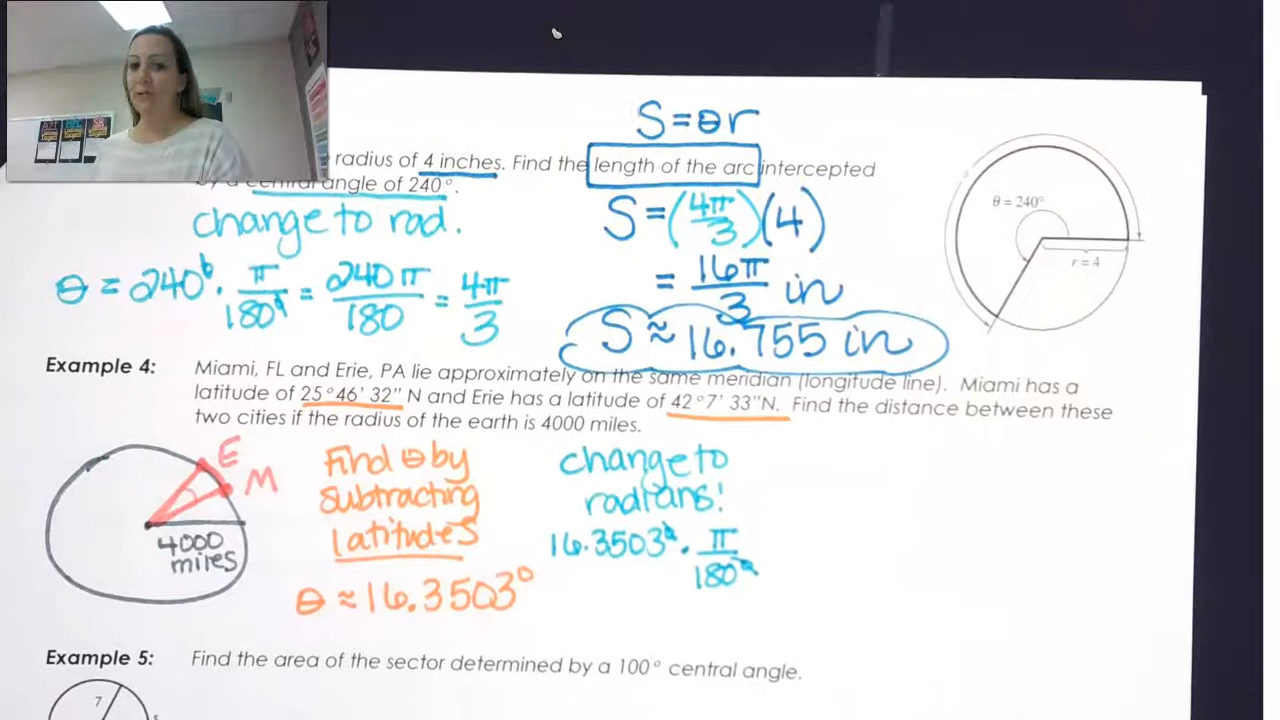 S = θr
radius of 4 inches. Find the length of the arc intercepted
by a central angle of 240°.
change to rad.
θ = 240° · π/180° = 240π/180 = 4π/3
S = (4π/3)(4)
= 16π/3 in
S ≈ 16.755 in
θ = 240°
s
r = 4
Example 4: Miami, FL and Erie, PA lie approximately on the same meridian (longitude line). Miami has a
latitude of 25°46' 32" N and Erie has a latitude of 42°7' 33"N. Find the distance between these
two cities if the radius of the earth is 4000 miles.
E
M
4000
miles
Find θ by
subtracting
latitudes
θ ≈ 16.3503°
change to
radians!
16.3503° · π/180°
Example 5: Find the area of the sector determined by a 100° central angle.
7